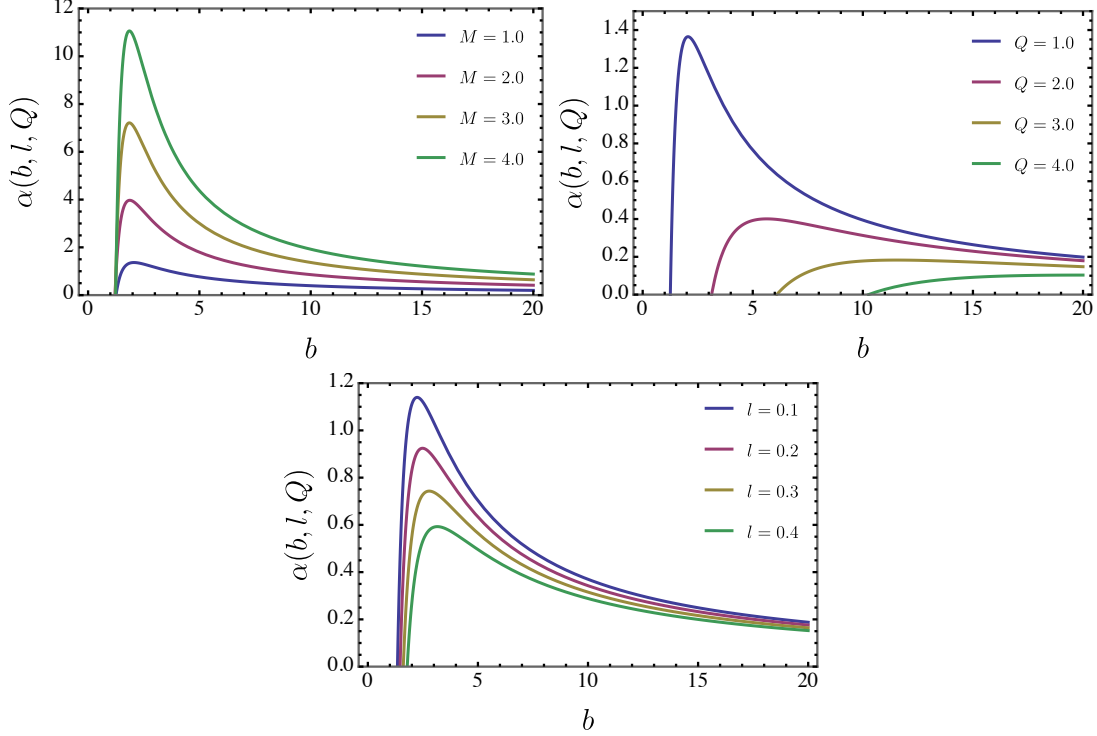 12
10
8
6
4
2
0
α(b, l, Q)
M = 1.0
M = 2.0
M = 3.0
M = 4.0
0 5 10 15 20
b
1.4
1.2
1.0
0.8
0.6
0.4
0.2
0.0
α(b, l, Q)
Q = 1.0
Q = 2.0
Q = 3.0
Q = 4.0
0 5 10 15 20
b
1.2
1.0
0.8
0.6
0.4
0.2
0.0
α(b, l, Q)
l = 0.1
l = 0.2
l = 0.3
l = 0.4
0 5 10 15 20
b